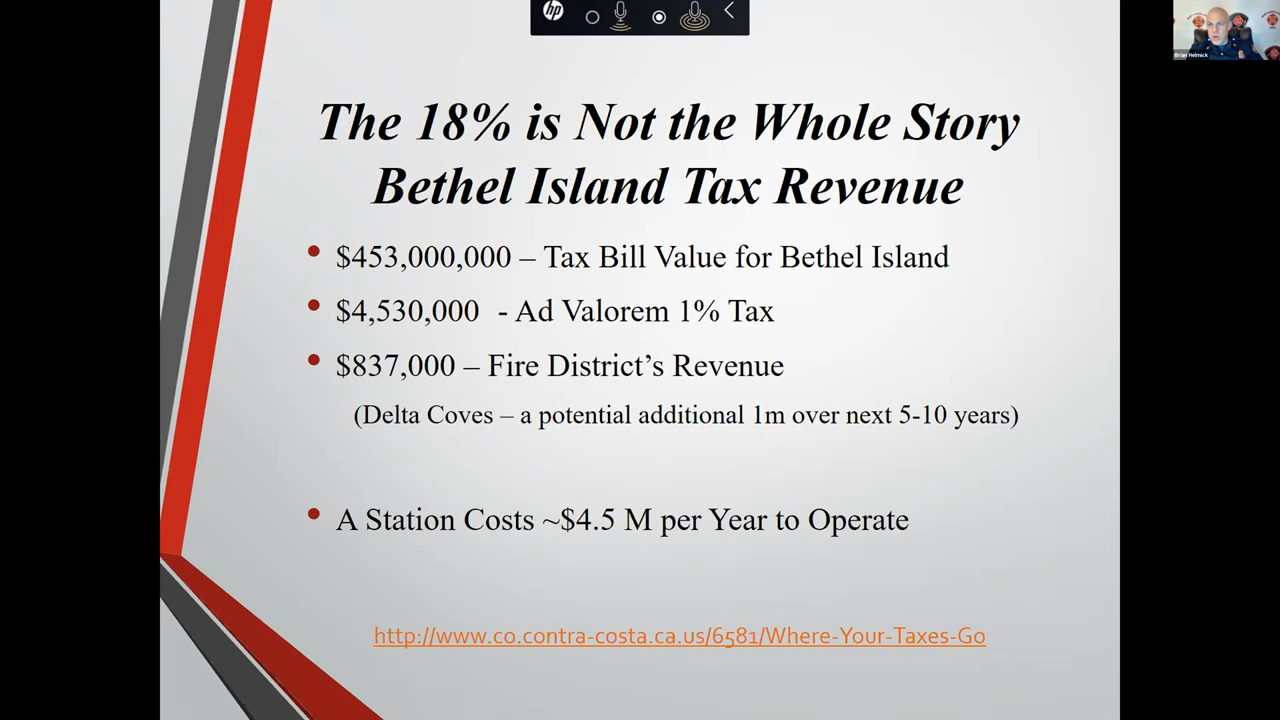 hp
Brian Helmick
The 18% is Not the Whole Story
Bethel Island Tax Revenue
• $453,000,000 – Tax Bill Value for Bethel Island
• $4,530,000 - Ad Valorem 1% Tax
• $837,000 – Fire District’s Revenue
(Delta Coves – a potential additional 1m over next 5-10 years)
• A Station Costs ~$4.5 M per Year to Operate
http://www.co.contra-costa.ca.us/6581/Where-Your-Taxes-Go